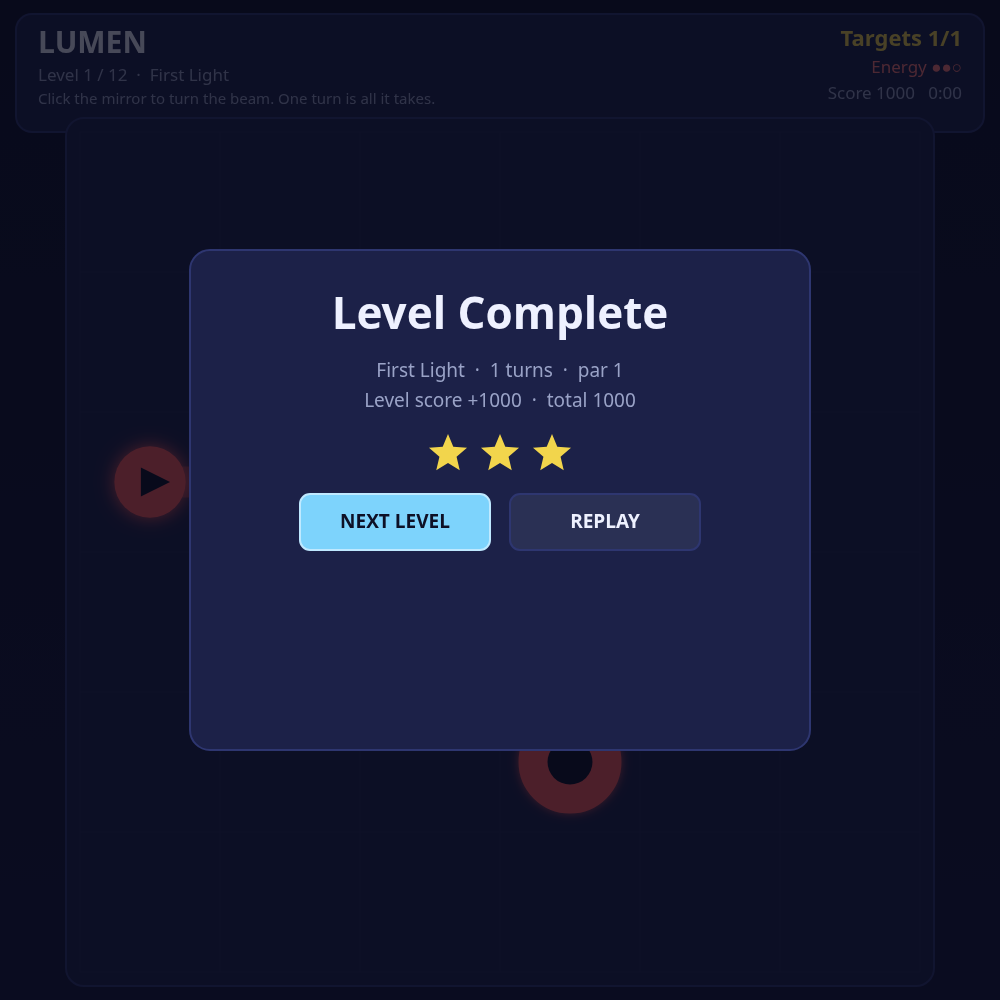 LUMEN
Level 1 / 12 · First Light
Click the mirror to turn the beam. One turn is all it takes.
Targets 1/1
Energy ●●○
Score 1000 0:00
Level Complete
First Light · 1 turns · par 1
Level score +1000 · total 1000
NEXT LEVEL
REPLAY